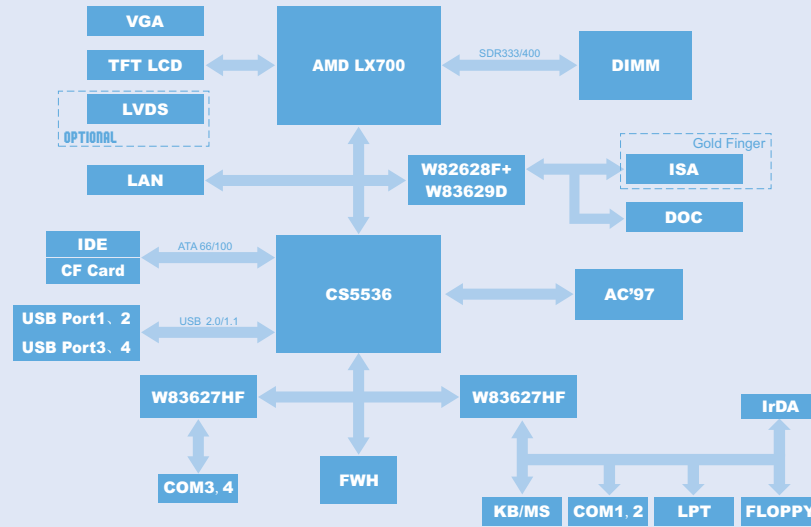 VGA
TFT LCD
AMD LX700
SDR333/400
DIMM
LVDS
OPTIONAL
Gold Finger
LAN
W82628F+
W83629D
ISA
DOC
IDE
CF Card
ATA 66/100
CS5536
AC'97
USB Port1、2
USB Port3、4
USB 2.0/1.1
W83627HF
W83627HF
IrDA
COM3, 4
FWH
KB/MS
COM1, 2
LPT
FLOPPY